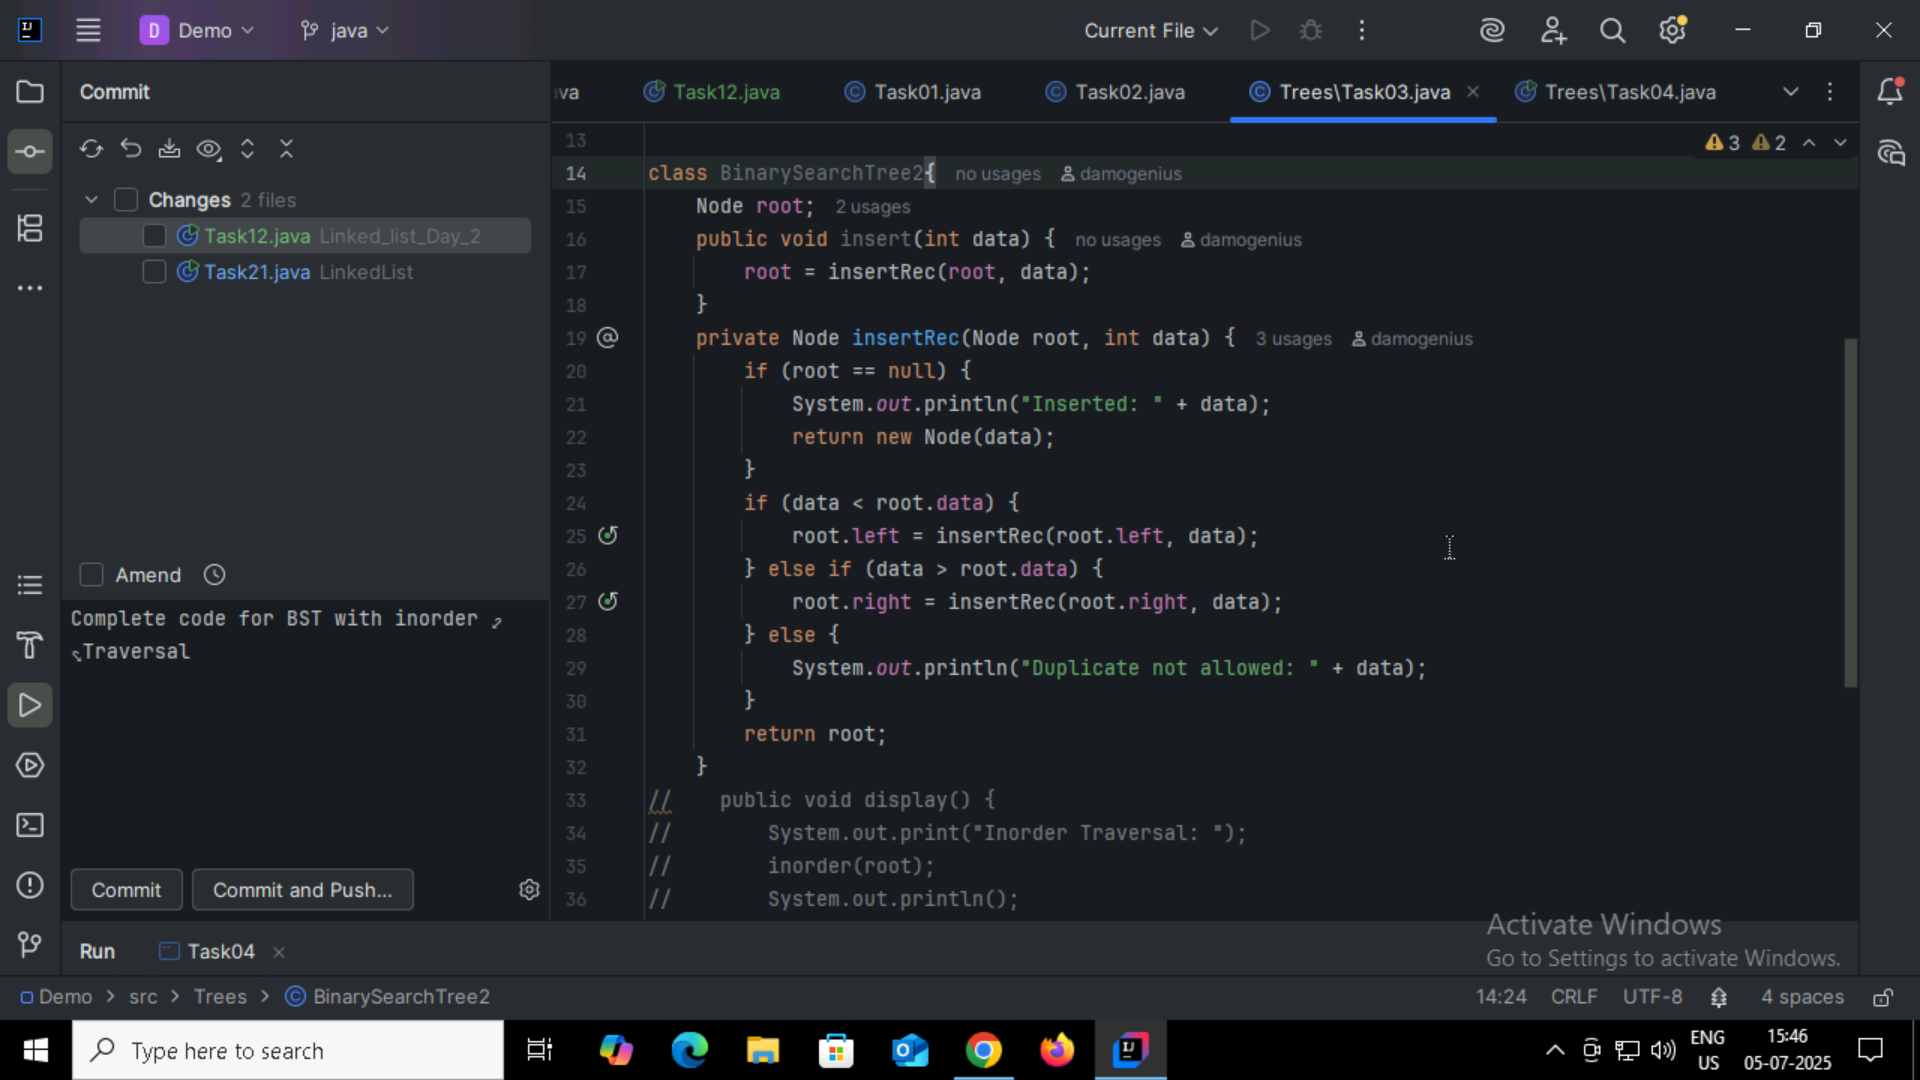 D Demo java Current File
Commit
va Task12.java Task01.java Task02.java Trees\Task03.java Trees\Task04.java
Changes 2 files
Task12.java Linked_list_Day_2
Task21.java LinkedList
Amend
Complete code for BST with inorder
Traversal
Commit Commit and Push...
3 2
13
14 class BinarySearchTree2{ no usages damogenius
15 Node root; 2 usages
16 public void insert(int data) { no usages damogenius
17 root = insertRec(root, data);
18 }
19 @ private Node insertRec(Node root, int data) { 3 usages damogenius
20 if (root == null) {
21 System.out.println("Inserted: " + data);
22 return new Node(data);
23 }
24 if (data < root.data) {
25 root.left = insertRec(root.left, data);
26 } else if (data > root.data) {
27 root.right = insertRec(root.right, data);
28 } else {
29 System.out.println("Duplicate not allowed: " + data);
30 }
31 return root;
32 }
33 // public void display() {
34 // System.out.print("Inorder Traversal: ");
35 // inorder(root);
36 // System.out.println();
Activate Windows
Go to Settings to activate Windows.
Run Task04
Demo > src > Trees > BinarySearchTree2
14:24 CRLF UTF-8 4 spaces
Type here to search
ENG
US
15:46
05-07-2025